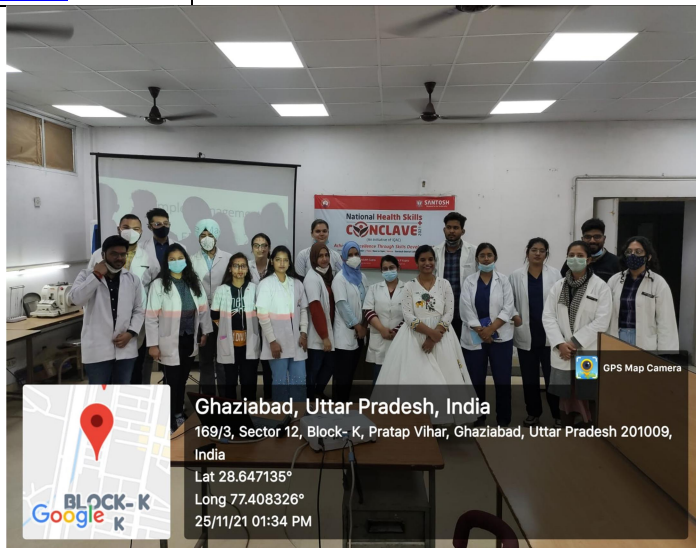 SANTOSH
National Health Skills
CONCLAVE
Through Skills
GPS Map Camera
Ghaziabad, Uttar Pradesh, India
169/3, Sector 12, Block- K, Pratap Vihar, Ghaziabad, Uttar Pradesh 201009,
India
Lat 28.647135°
Long 77.408326°
25/11/21 01:34 PM
BLOCK- K
K
Google